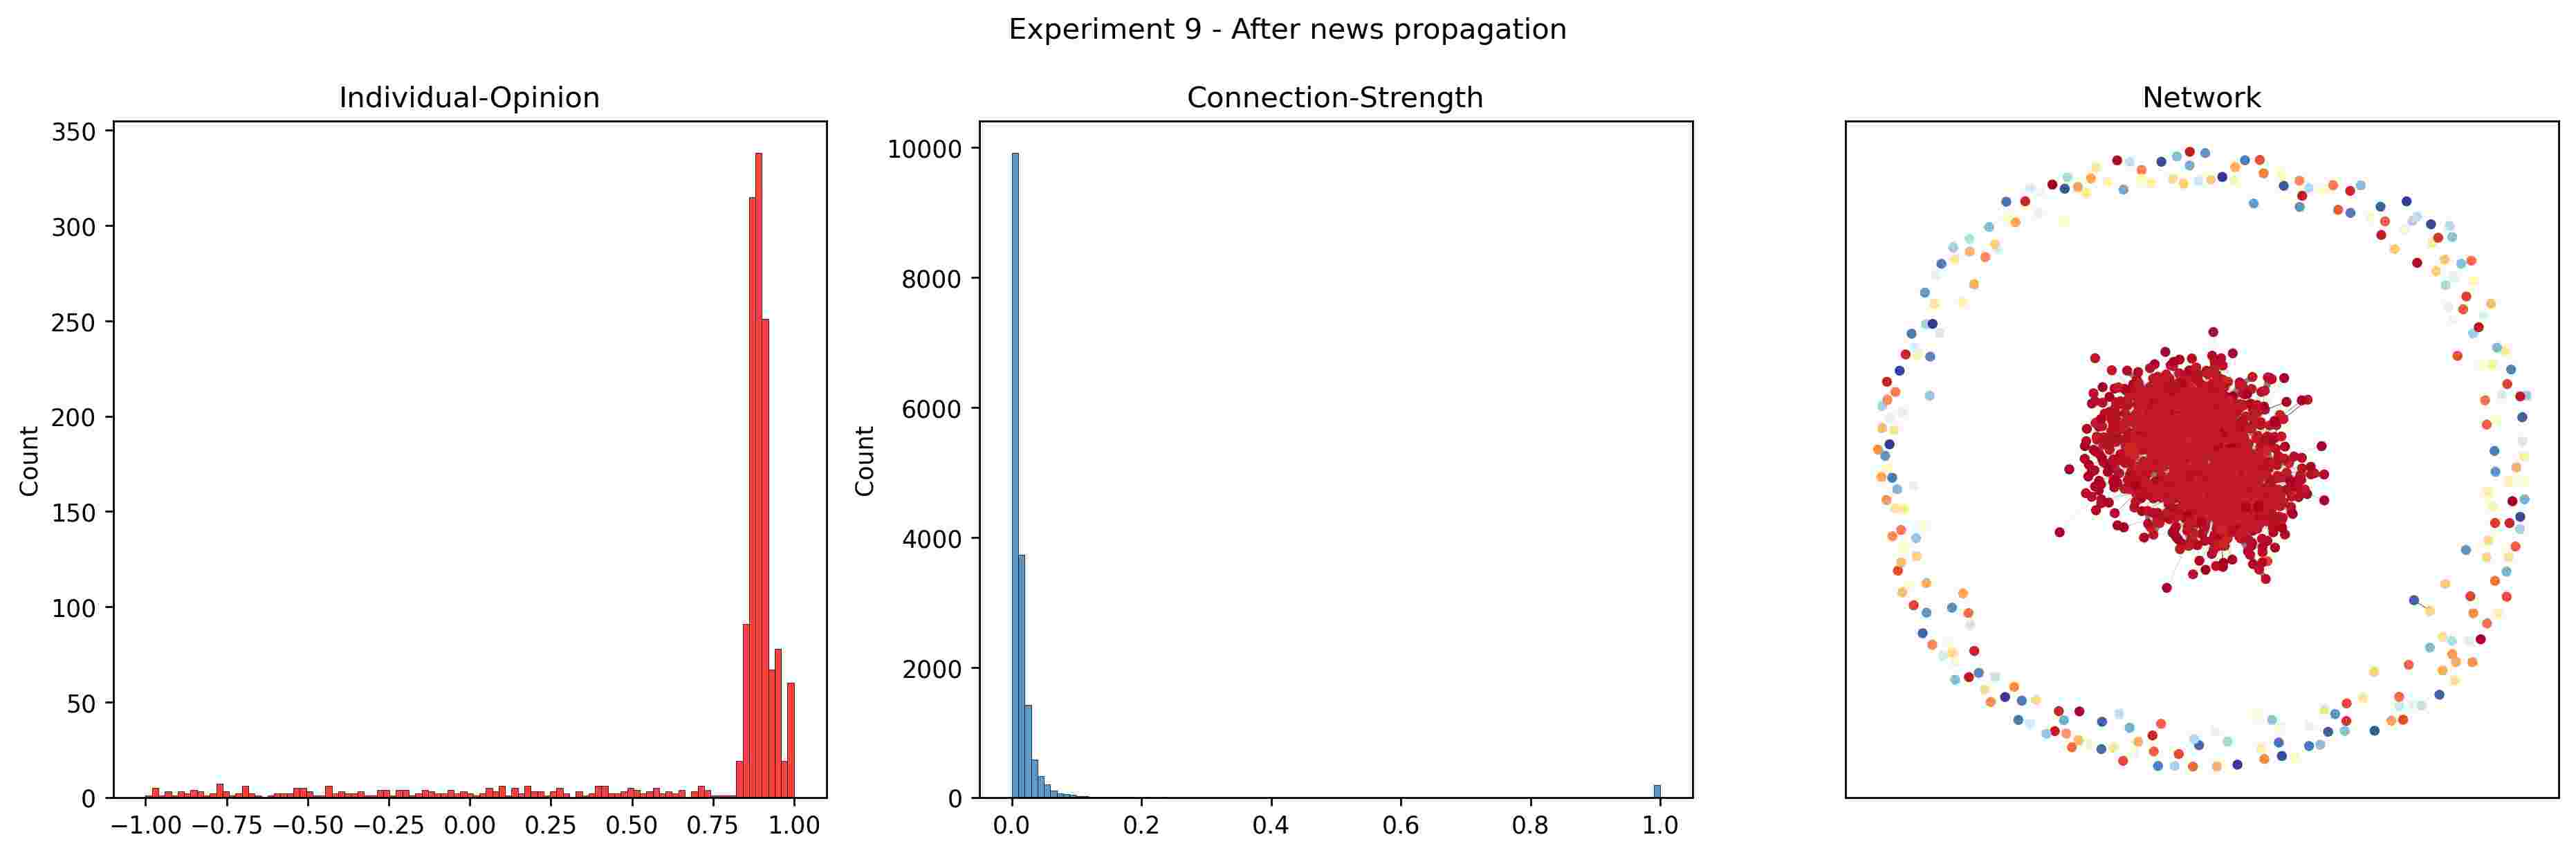 Experiment 9 - After news propagation
Individual-Opinion
Count
350
300
250
200
150
100
50
0
−1.00 −0.75 −0.50 −0.25 0.00 0.25 0.50 0.75 1.00
Connection-Strength
Count
10000
8000
6000
4000
2000
0
0.0 0.2 0.4 0.6 0.8 1.0
Network